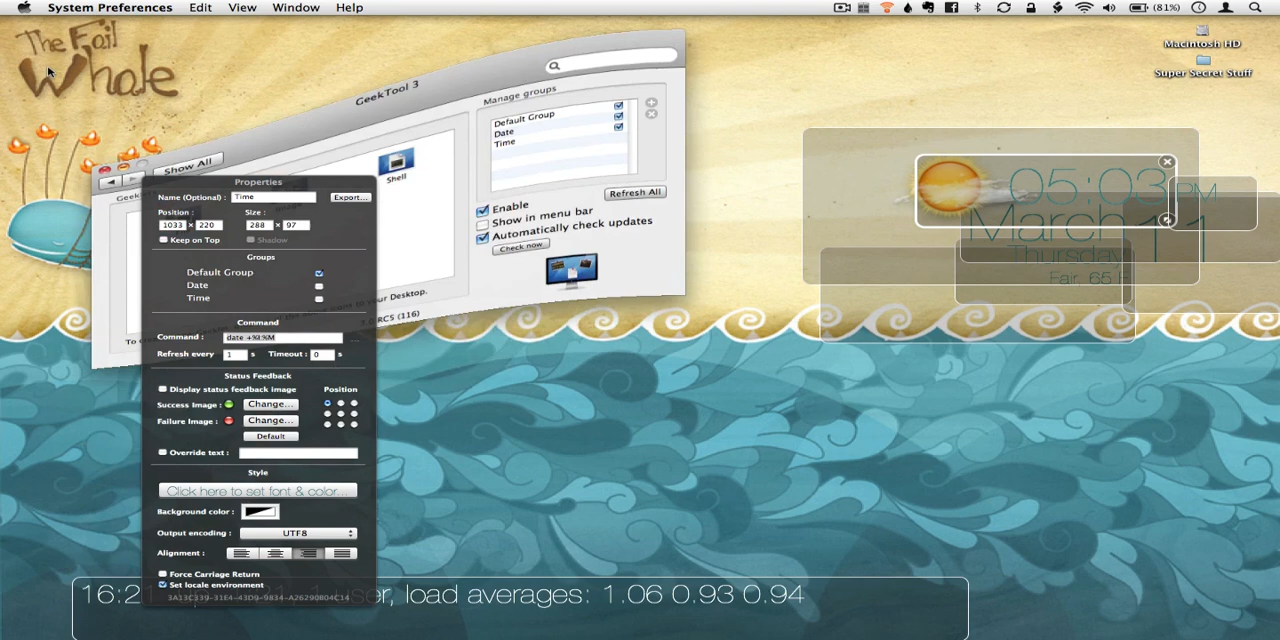 System Preferences Edit View Window Help (81%)
The Fail
Whale
Macintosh HD
Super Secret Stuff
GeekTool 3
Show All
Shell
Manage groups
Default Group
Date
Time
Refresh All
Enable
Show in menu bar
Automatically check updates
Check now
your Desktop.
RC5 (116)
Properties
Name (Optional) : Time Export...
Position : Size :
1033 × 220 288 × 97
Keep on Top Shadow
Groups
Default Group
Date
Time
Command
Command : date +%I:%M ...
Refresh every 1 s Timeout : 0 s
Status Feedback
Display status feedback image Position
Success Image : Change...
Failure Image : Change...
Default
Override text :
Style
Click here to set font & color...
Background color :
Output encoding : UTF8
Alignment :
Force Carriage Return
Set locale environment
05:03 PM
March 11
Thursday
Fair, 65 F
load averages: 1.06 0.93 0.94